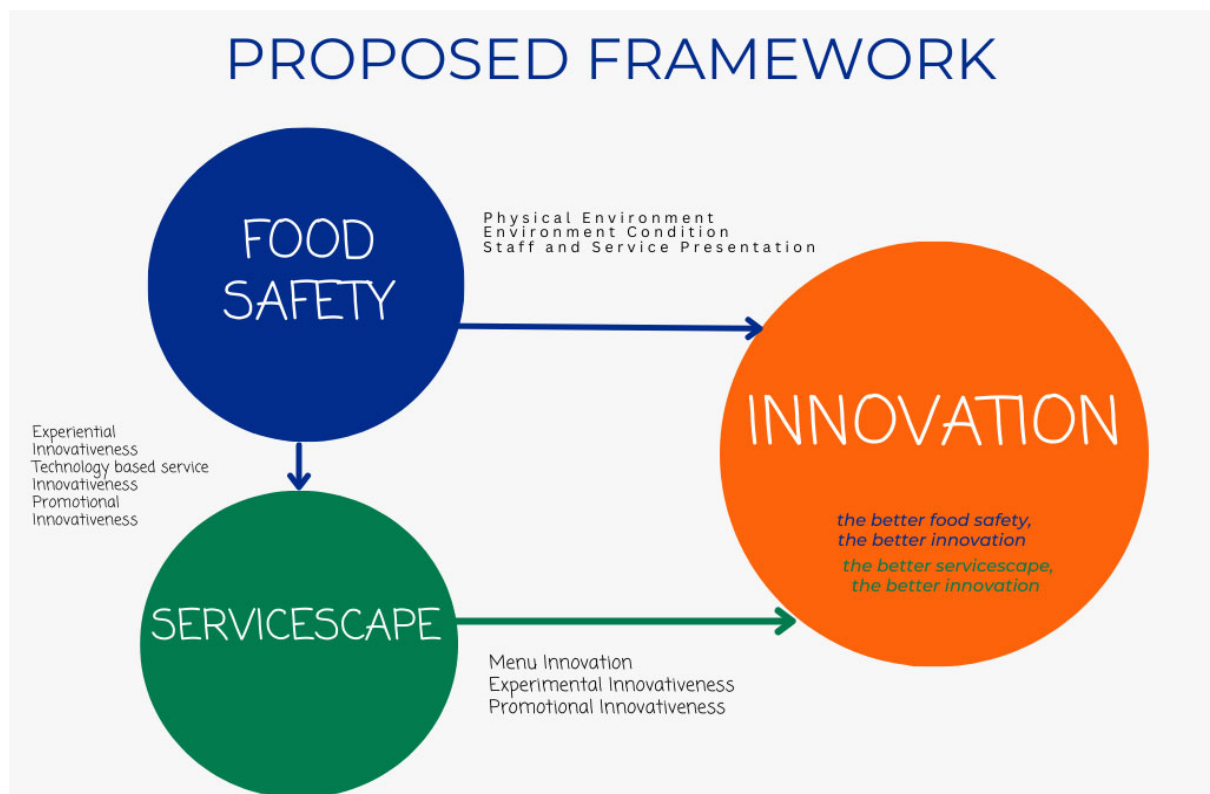 PROPOSED FRAMEWORK
FOOD
SAFETY
Physical Environment
Environment Condition
Staff and Service Presentation
INNOVATION
the better food safety,
the better innovation
the better servicescape,
the better innovation
Experiential
Innovativeness
Technology based service
Innovativeness
Promotional
Innovativeness
SERVICESCAPE
Menu Innovation
Experimental Innovativeness
Promotional Innovativeness